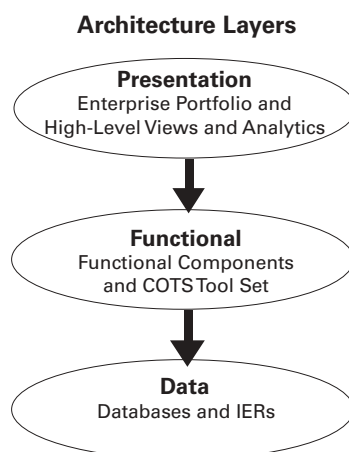 Architecture Layers
Presentation
Enterprise Portfolio and
High-Level Views and Analytics
Functional
Functional Components
and COTS Tool Set
Data
Databases and IERs